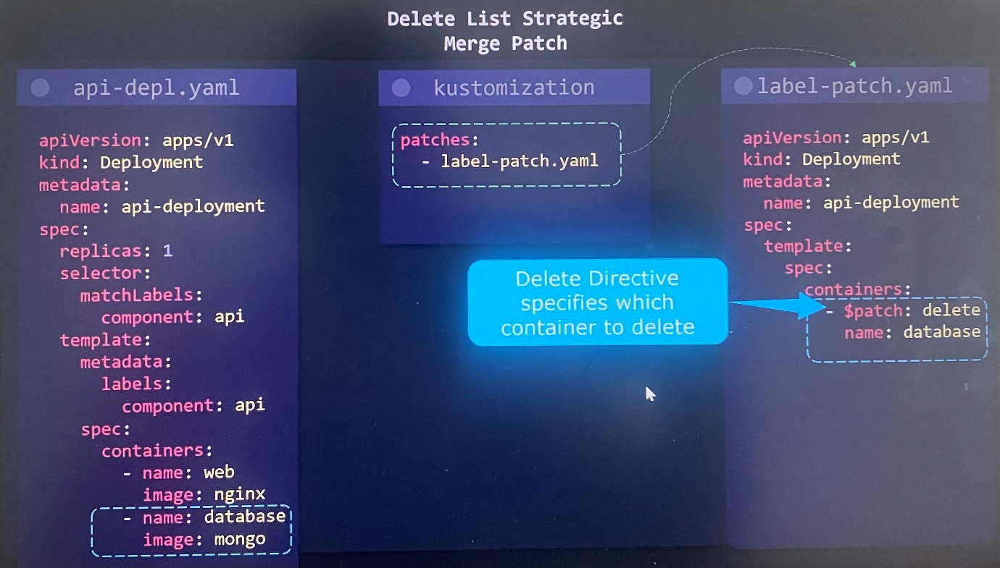 Delete List Strategic
Merge Patch
api-depl.yaml
apiVersion: apps/v1
kind: Deployment
metadata:
  name: api-deployment
spec:
  replicas: 1
  selector:
    matchLabels:
      component: api
  template:
    metadata:
      labels:
        component: api
    spec:
      containers:
        - name: web
          image: nginx
        - name: database
          image: mongo
kustomization
patches:
  - label-patch.yaml
Delete Directive
specifies which
container to delete
label-patch.yaml
apiVersion: apps/v1
kind: Deployment
metadata:
  name: api-deployment
spec:
  template:
    spec:
      containers:
        - $patch: delete
          name: database